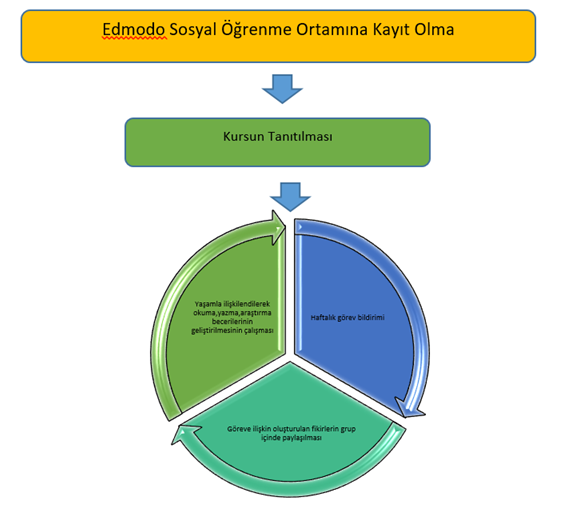 Edmodo Sosyal Öğrenme Ortamına Kayıt Olma
Kursun Tanıtılması
Yaşamla ilişkilendilerek
okuma,yazma,araştırma
becerilerinin
geliştirilmesinin çalışması
Haftalık görev bildirimi
Göreve ilişkin oluşturulan fikirlerin grup
içinde paylaşılması